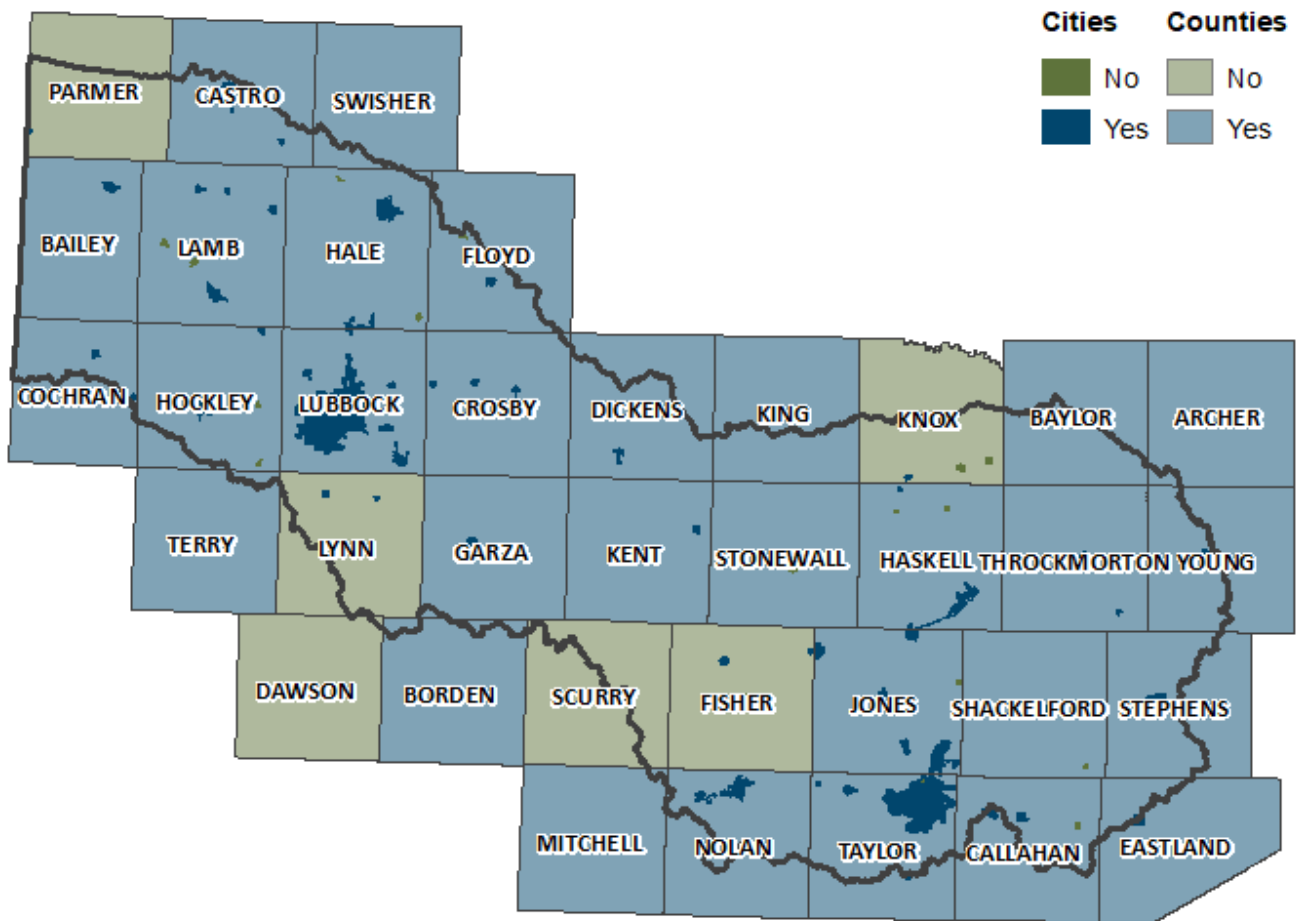 Cities Counties
No No
Yes Yes
PARMER CASTRO SWISHER
BAILEY LAMB HALE FLOYD
COCHRAN HOCKLEY LUBBOCK CROSBY DICKENS KING KNOX BAYLOR ARCHER
TERRY LYNN GARZA KENT STONEWALL HASKELL THROCKMORTON YOUNG
DAWSON BORDEN SCURRY FISHER JONES SHACKELFORD STEPHENS
MITCHELL NOLAN TAYLOR CALLAHAN EASTLAND